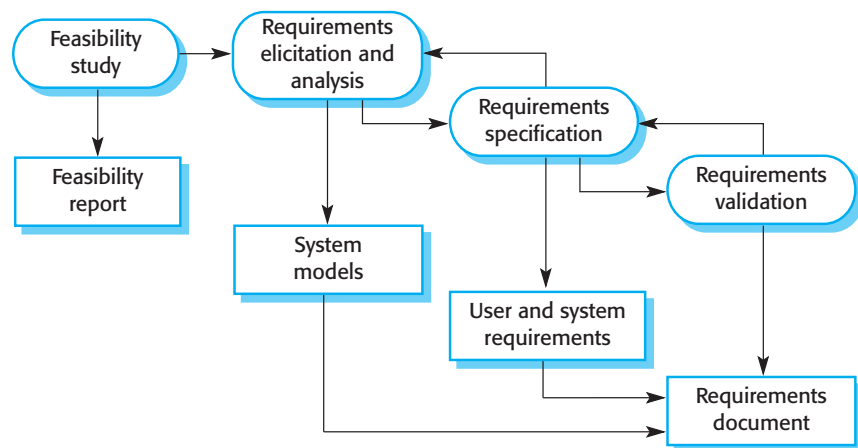 Feasibility
study
Requirements
elicitation and
analysis
Requirements
specification
Requirements
validation
Feasibility
report
System
models
User and system
requirements
Requirements
document